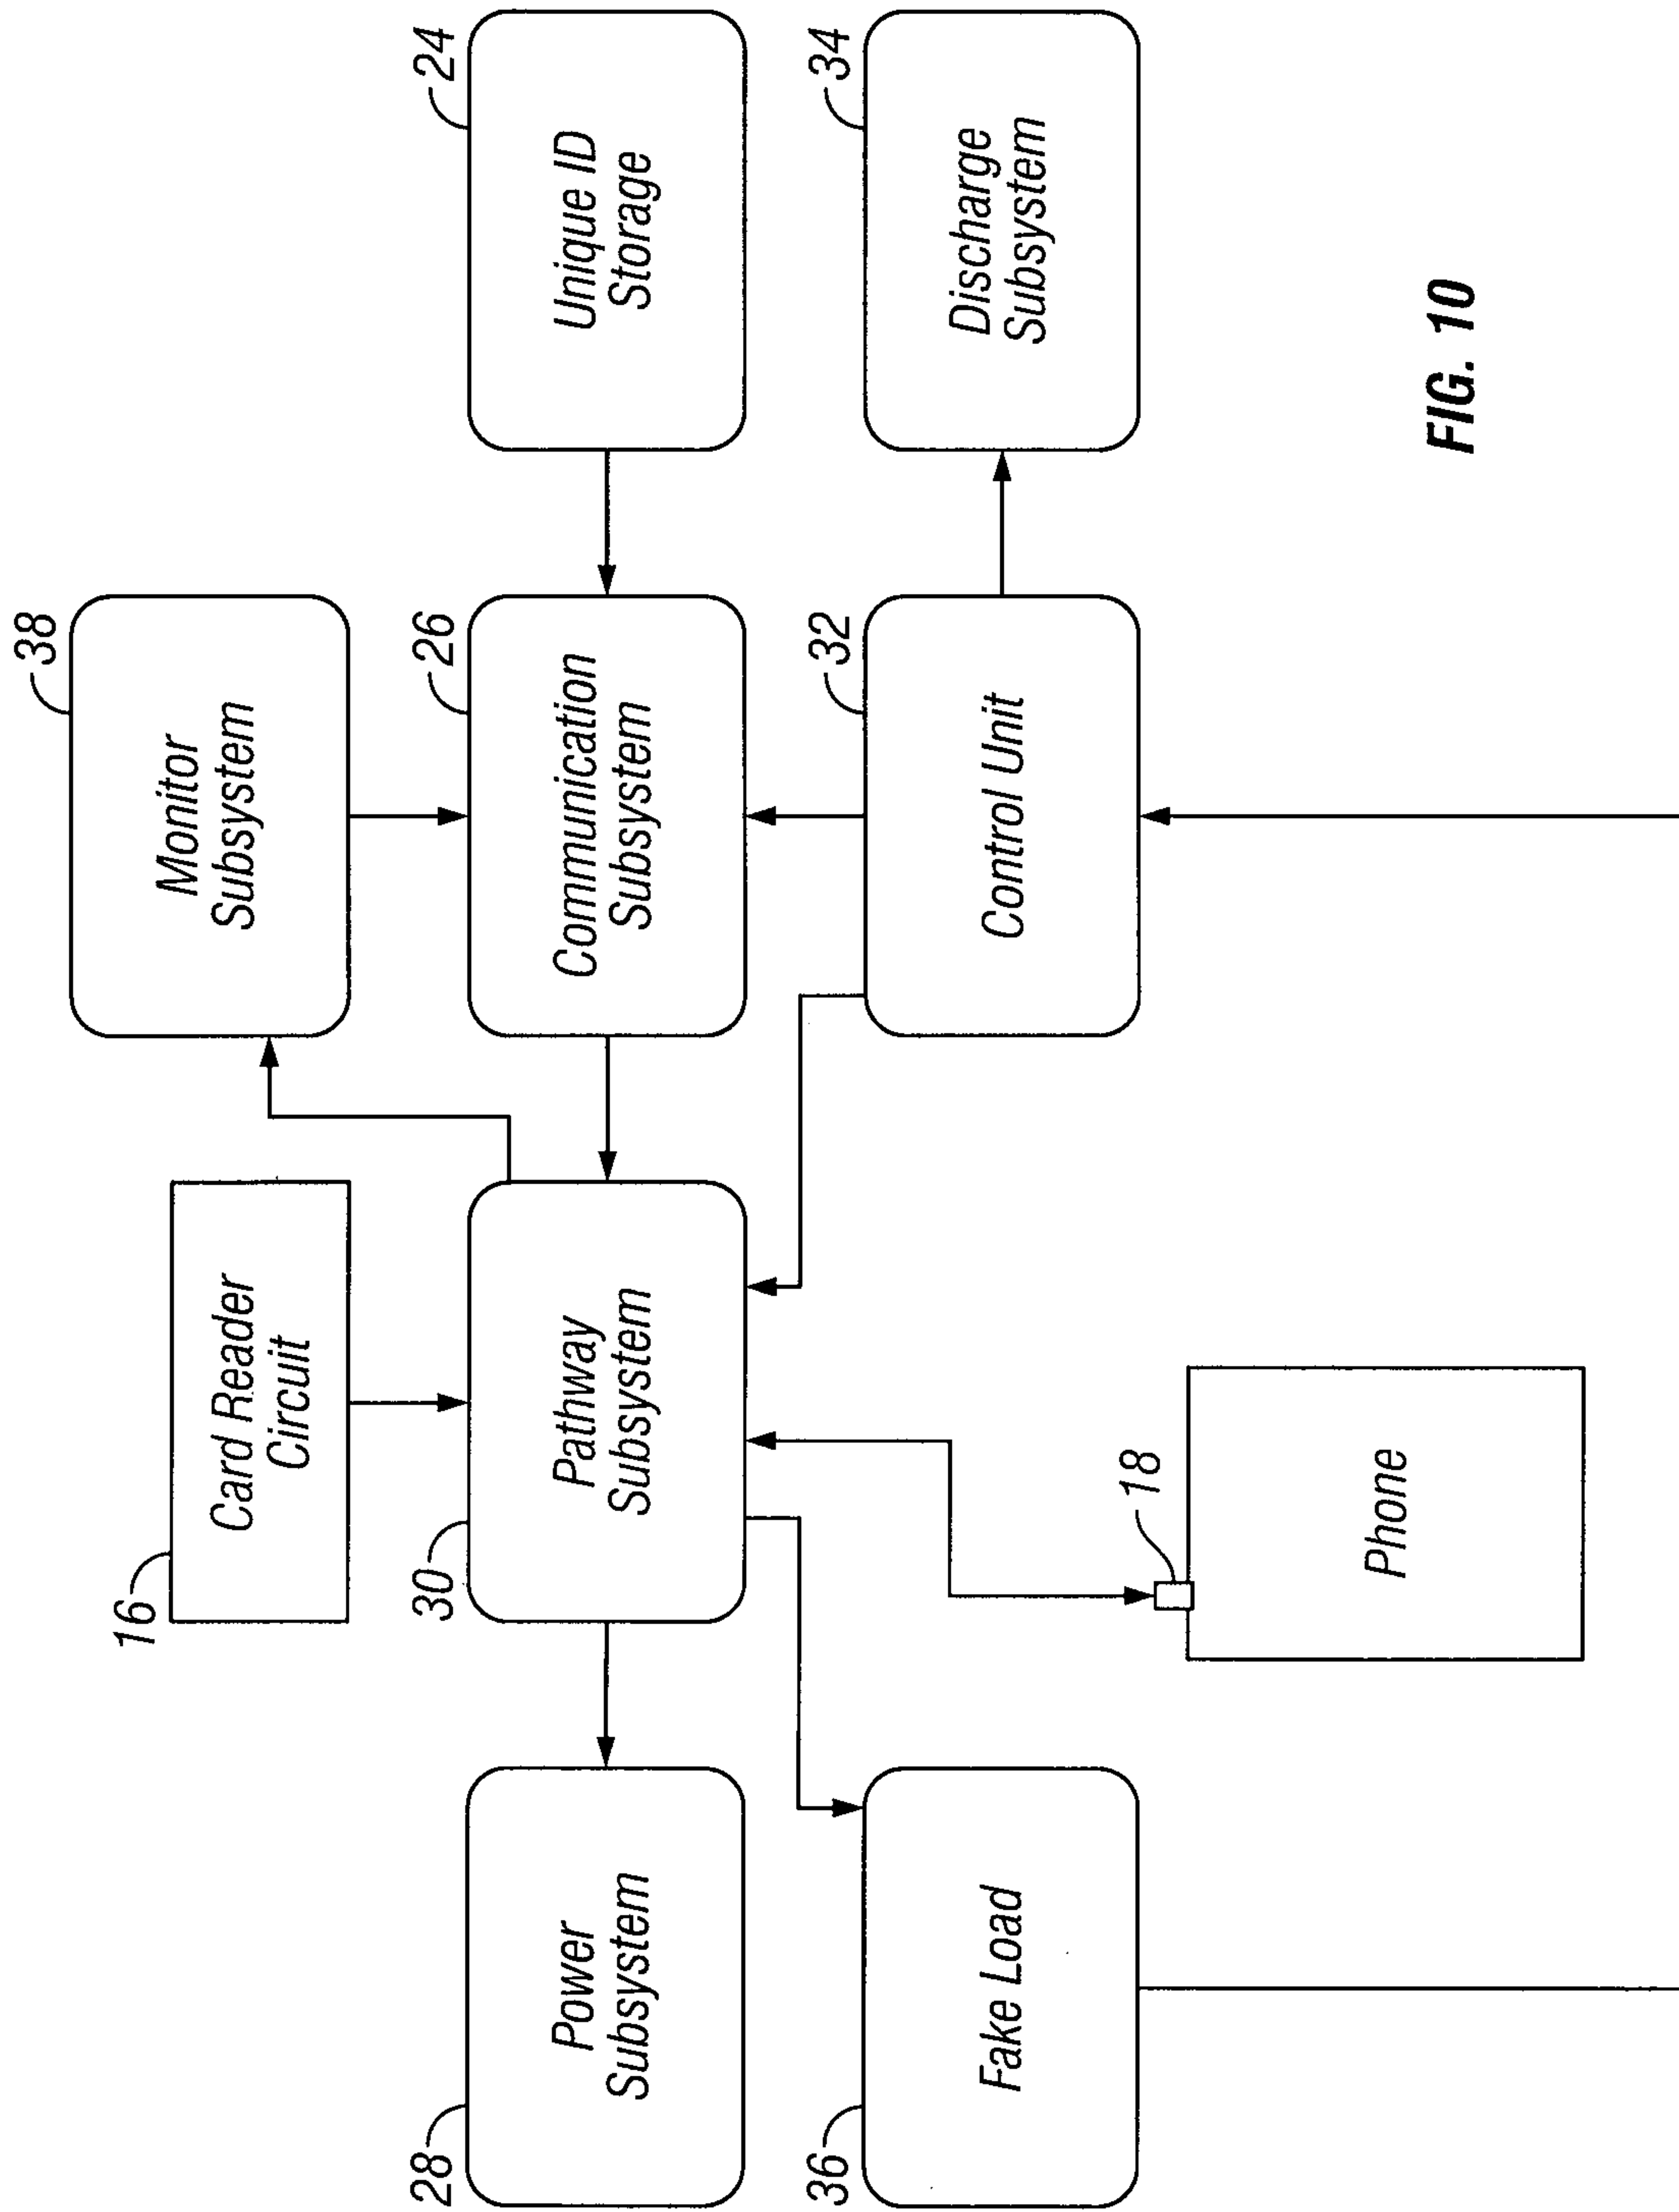 38
Monitor
Subsystem
16
Card Reader
Circuit
28
Power
Subsystem
30
Pathway
Subsystem
26
Communication
Subsystem
24
Unique ID
Storage
36
Fake Load
32
Control Unit
34
Discharge
Subsystem
18
Phone
FIG. 10